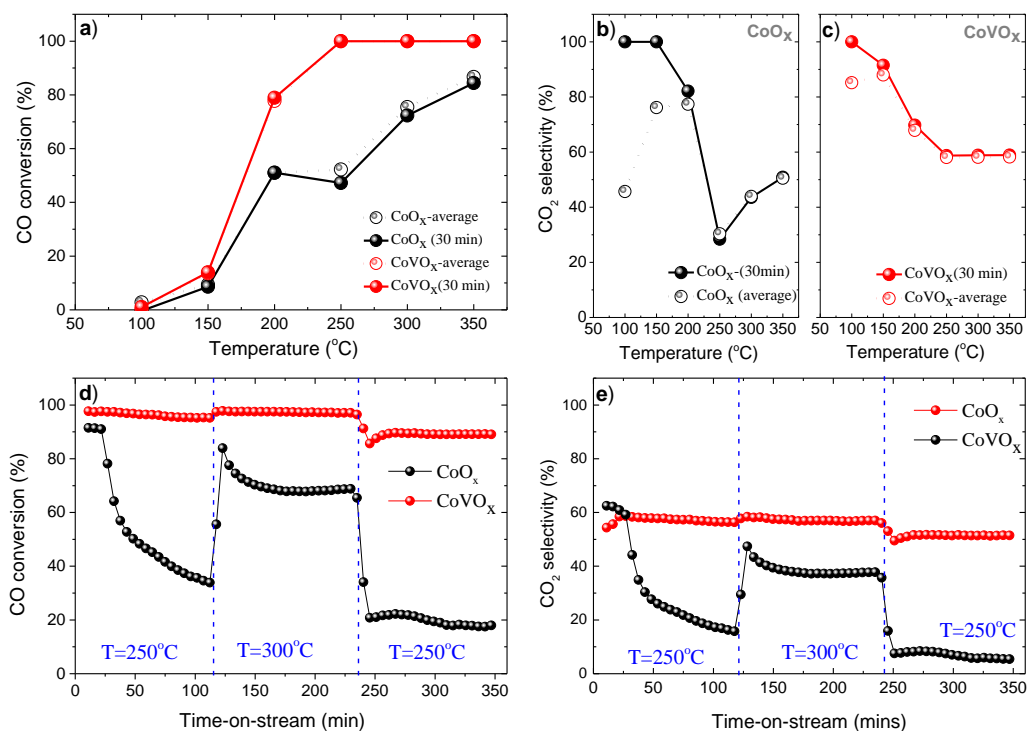 a)
CO conversion (%)
100
80
60
40
20
0
CoOx-average
CoOx (30 min)
CoVOx-average
CoVOx(30 min)
50 100 150 200 250 300 350
Temperature (°C)
b)
CoOx
CO2 selectivity (%)
100
80
60
40
20
0
CoOx-(30min)
CoOx (average)
50 100 150 200 250 300 350
Temperature (°C)
c)
CoVOx
CoVOx(30 min)
CoVOx-average
50 100 150 200 250 300 350
Temperature (°C)
d)
CO conversion (%)
100
80
60
40
20
0
CoOx
CoVOx
T=250°C
T=300°C
T=250°C
0 50 100 150 200 250 300 350
Time-on-stream (min)
e)
CO2 selectivity (%)
100
80
60
40
20
0
CoOx
CoVOx
T=250°C
T=300°C
T=250°C
0 50 100 150 200 250 300 350
Time-on-stream (mins)